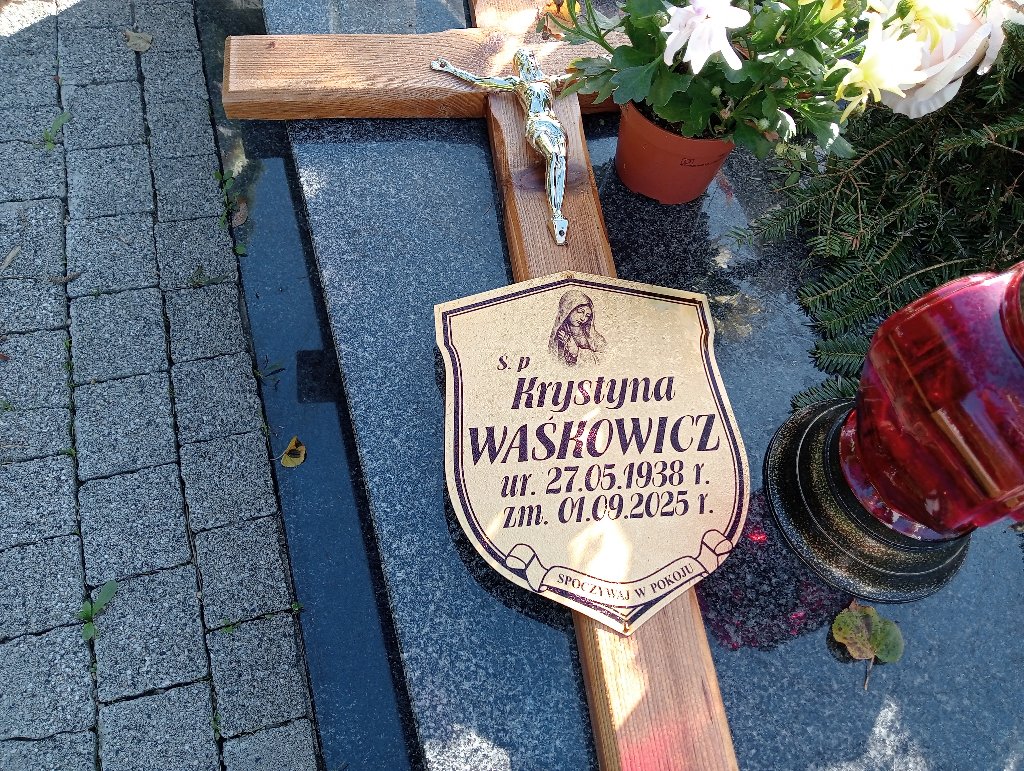 Ś. p
Krystyna
WAŚKOWICZ
ur. 27.05.1938 r.
zm. 01.09.2025 r.
SPOCZYWAJ W POKOJU